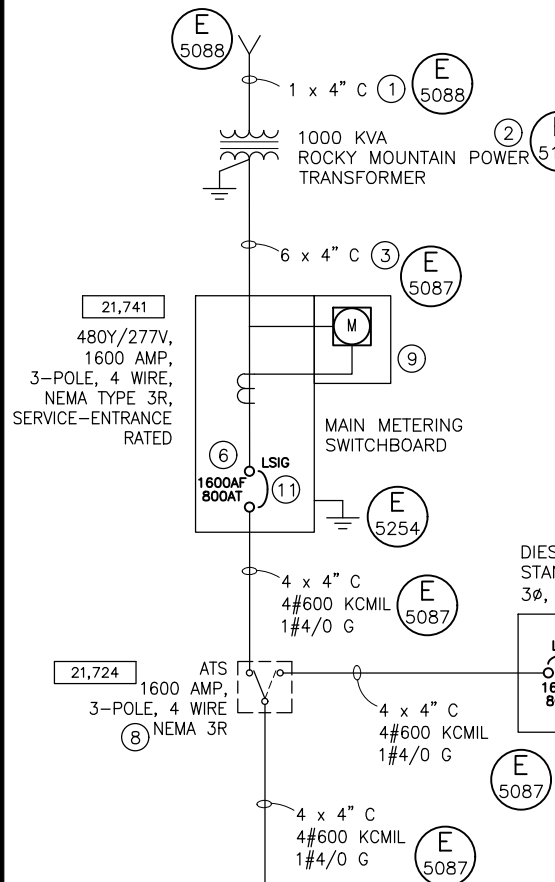 E
5088
1 x 4" C 1
E
5088
1000 KVA
ROCKY MOUNTAIN POWER
TRANSFORMER
2
6 x 4" C 3
E
5087
21,741
480Y/277V,
1600 AMP,
3-POLE, 4 WIRE,
NEMA TYPE 3R,
SERVICE-ENTRANCE
RATED
M
9
MAIN METERING
SWITCHBOARD
6
LSIG
1600AF
800AT
11
E
5254
4 x 4" C
4#600 KCMIL
1#4/0 G
E
5087
3ø,
21,724
ATS
1600 AMP,
3-POLE, 4 WIRE
NEMA 3R
8
4 x 4" C
4#600 KCMIL
1#4/0 G
E
5087
4 x 4" C
4#600 KCMIL
1#4/0 G
E
5087